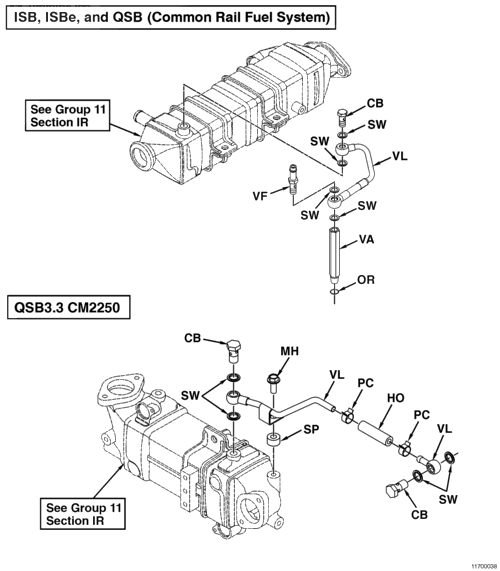 ISB, ISBe, and QSB (Common Rail Fuel System)
See Group 11
Section IR
CB
SW
SW
VL
VF
SW
SW
VA
OR
QSB3.3 CM2250
CB
MH
SW
VL
PC
HO
PC
VL
SP
SW
CB
See Group 11
Section IR
11700038